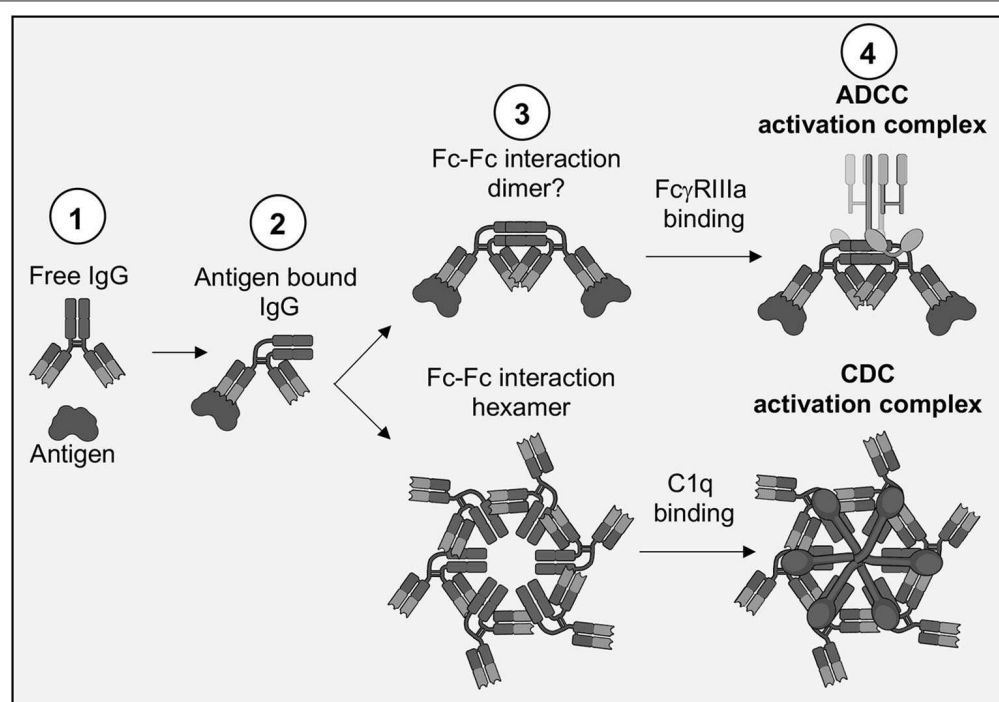 1
Free IgG
Antigen
2
Antigen bound
IgG
3
Fc-Fc interaction
dimer?
Fc-Fc interaction
hexamer
FcγRIIIa
binding
C1q
binding
4
ADCC
activation complex
CDC
activation complex